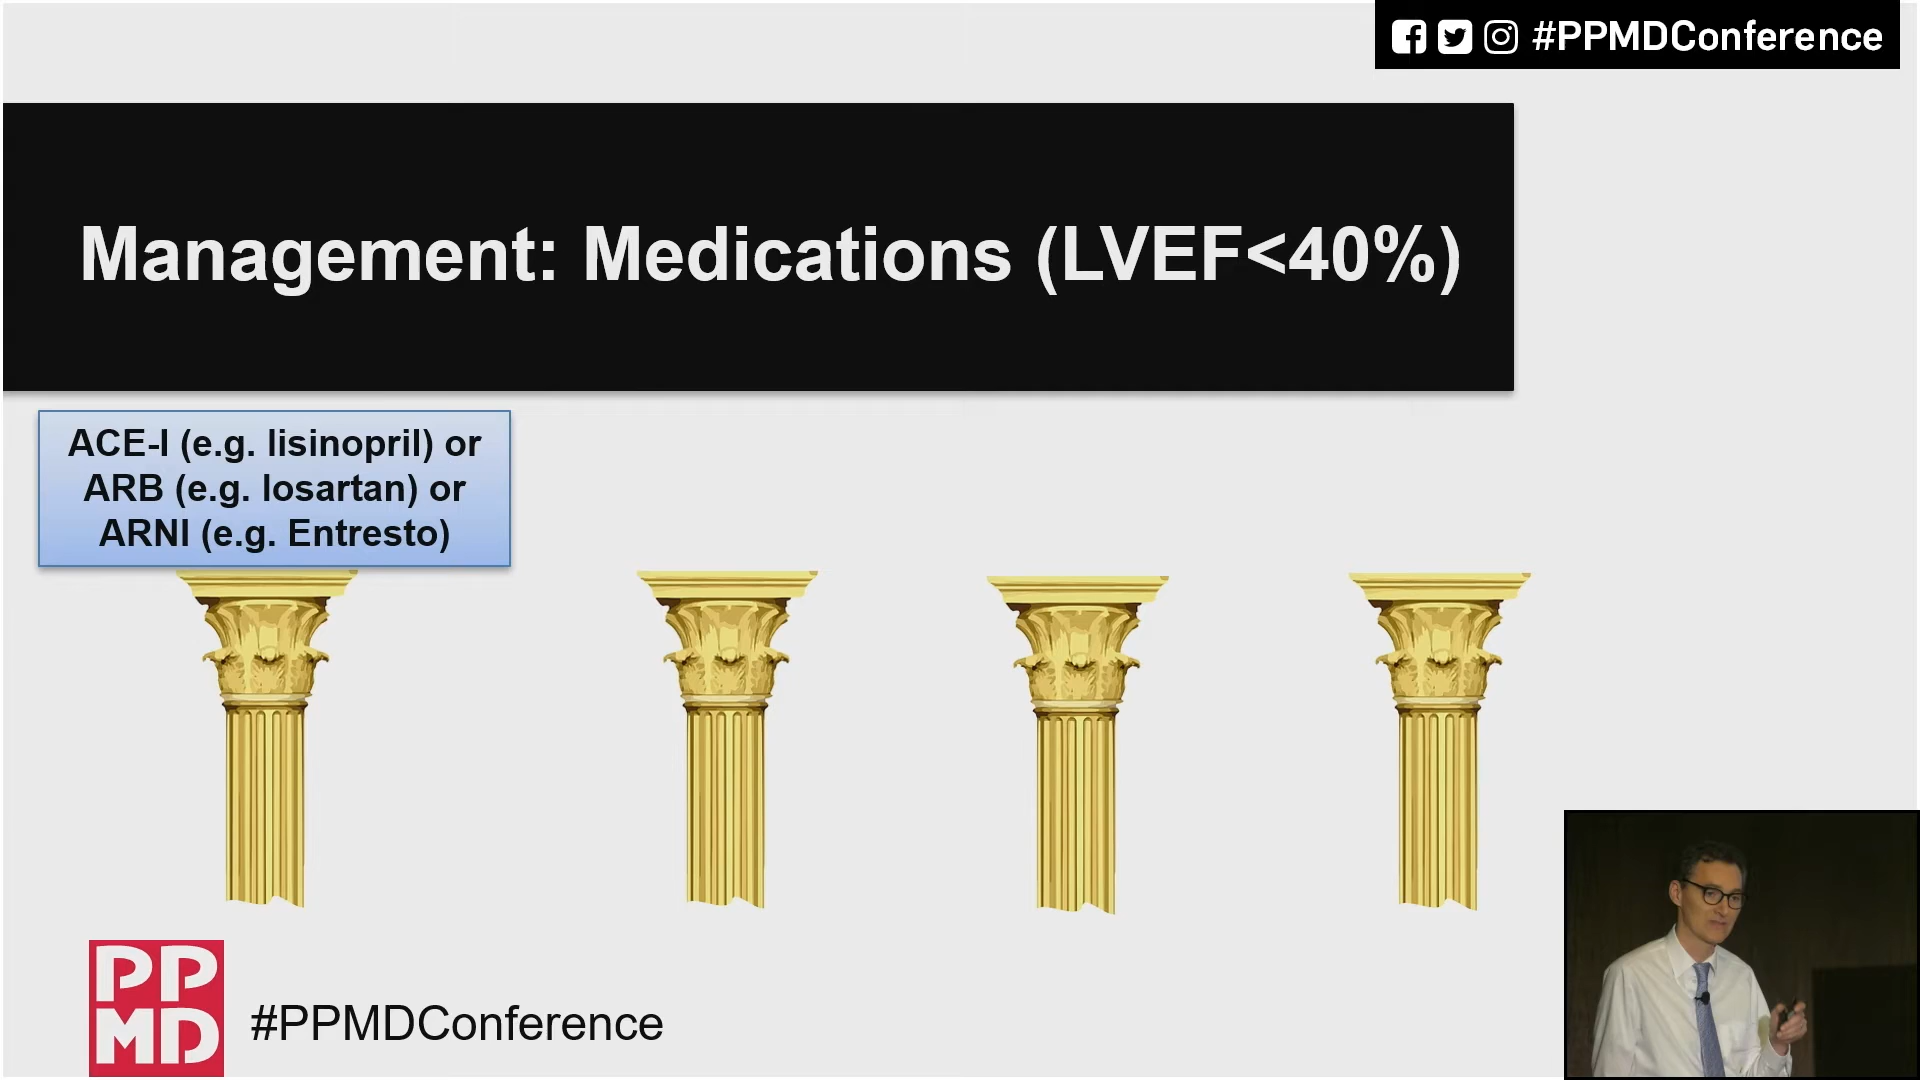 #PPMDConference
Management: Medications (LVEF<40%)
ACE-I (e.g. lisinopril) or
ARB (e.g. losartan) or
ARNI (e.g. Entresto)
PP
MD
#PPMDConference